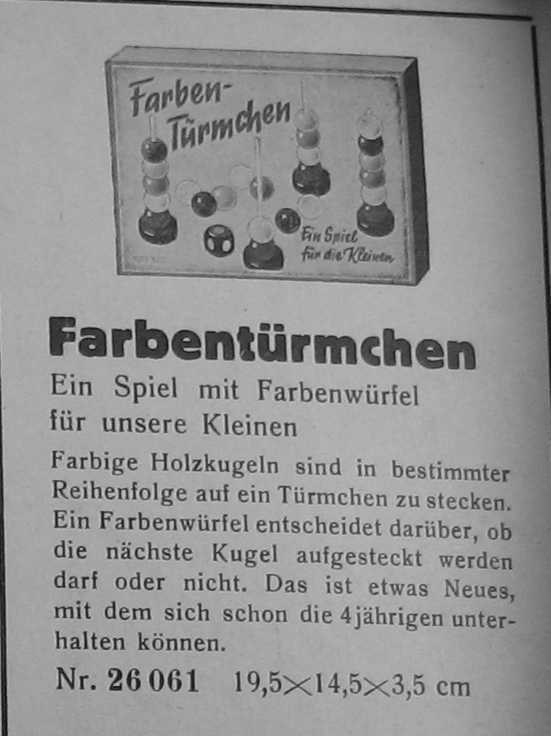 Farben-
Türmchen
Ein Spiel
für die Kleinen
Farbentürmchen
Ein Spiel mit Farbenwürfel
für unsere Kleinen
Farbige Holzkugeln sind in bestimmter
Reihenfolge auf ein Türmchen zu stecken.
Ein Farbenwürfel entscheidet darüber, ob
die nächste Kugel aufgesteckt werden
darf oder nicht. Das ist etwas Neues,
mit dem sich schon die 4jährigen unter-
halten können.
Nr. 26 061 19,5×14,5×3,5 cm